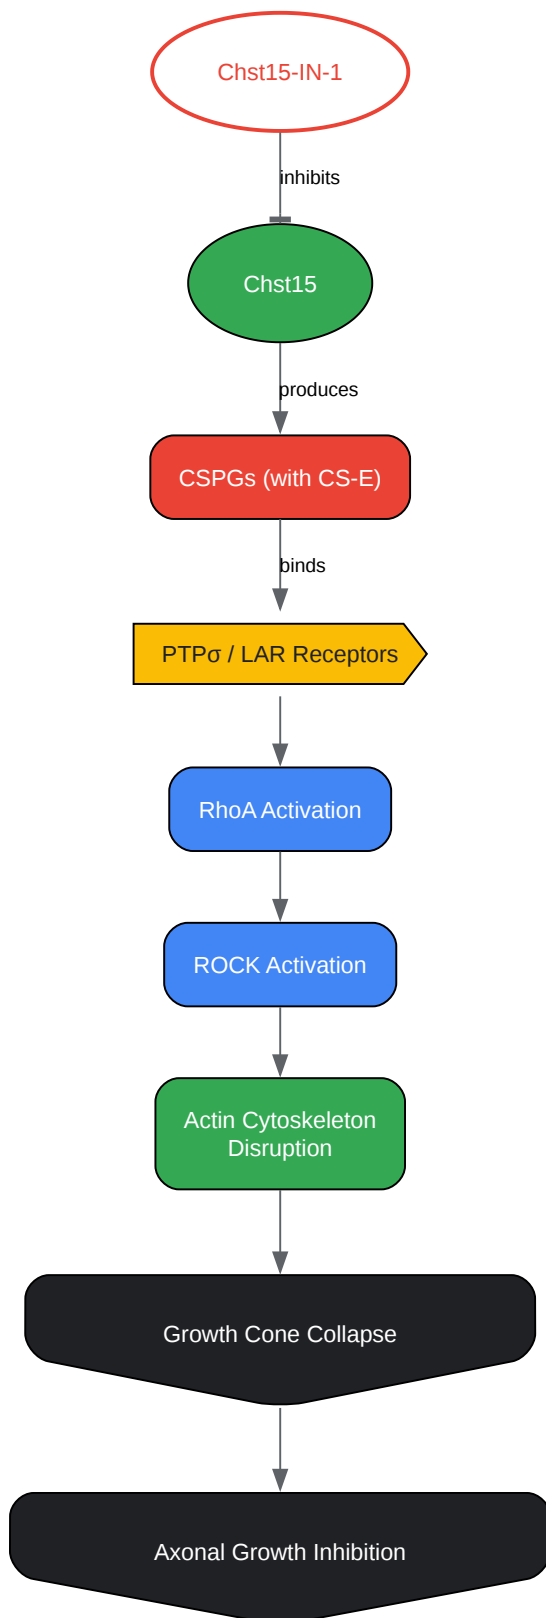 Chst15-IN-1
inhibits
Chst15
produces
CSPGs (with CS-E)
binds
PTPσ / LAR Receptors
RhoA Activation
ROCK Activation
Actin Cytoskeleton
Disruption
Growth Cone Collapse
Axonal Growth Inhibition